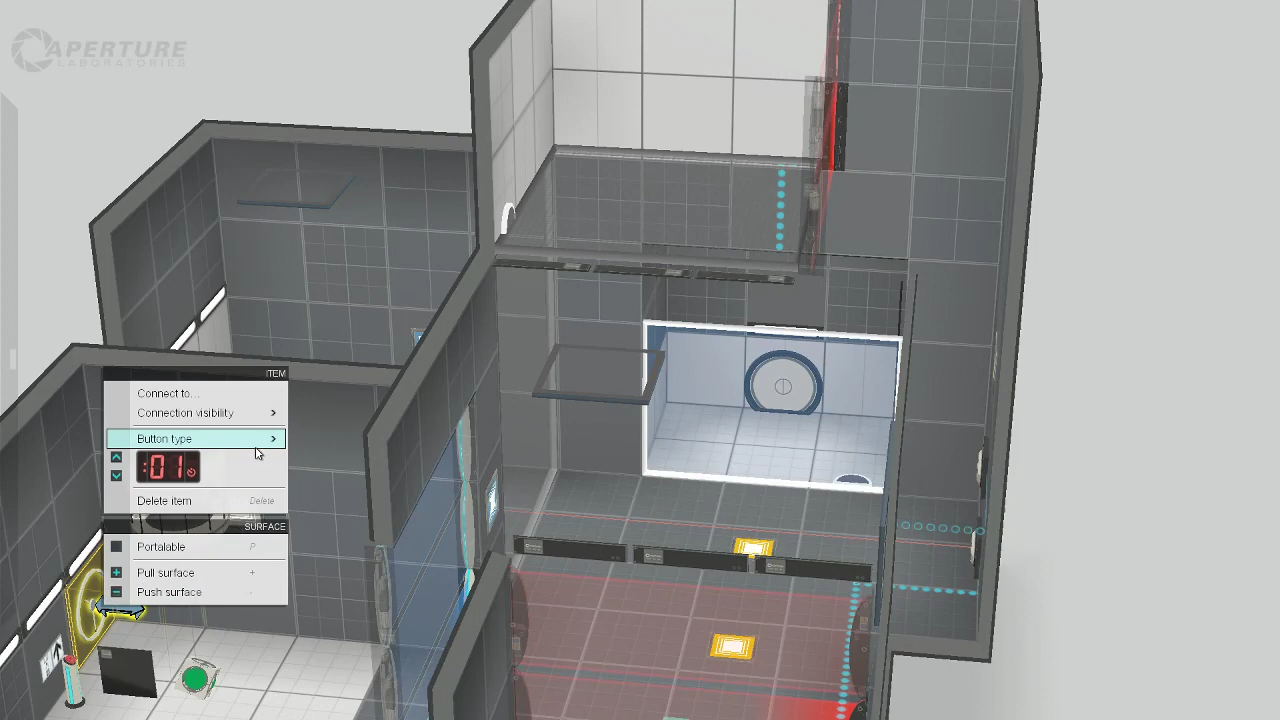 APERTURE
LABORATORIES
ITEM
Connect to...
Connection visibility
Button type
:01
Delete item Delete
SURFACE
Portalable P
Pull surface +
Push surface -